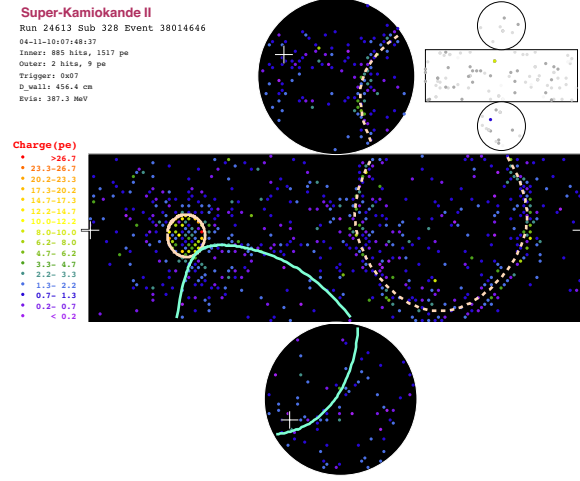 Super-Kamiokande II
Run 24613 Sub 328 Event 38014646
04-11-10:07:48:37
Inner: 885 hits, 1517 pe
Outer: 2 hits, 9 pe
Trigger: 0x07
D_wall: 456.4 cm
Evis: 387.3 MeV
Charge(pe)
>26.7
23.3-26.7
20.2-23.3
17.3-20.2
14.7-17.3
12.2-14.7
10.0-12.2
8.0-10.0
6.2- 8.0
4.7- 6.2
3.3- 4.7
2.2- 3.3
1.3- 2.2
0.7- 1.3
0.2- 0.7
< 0.2